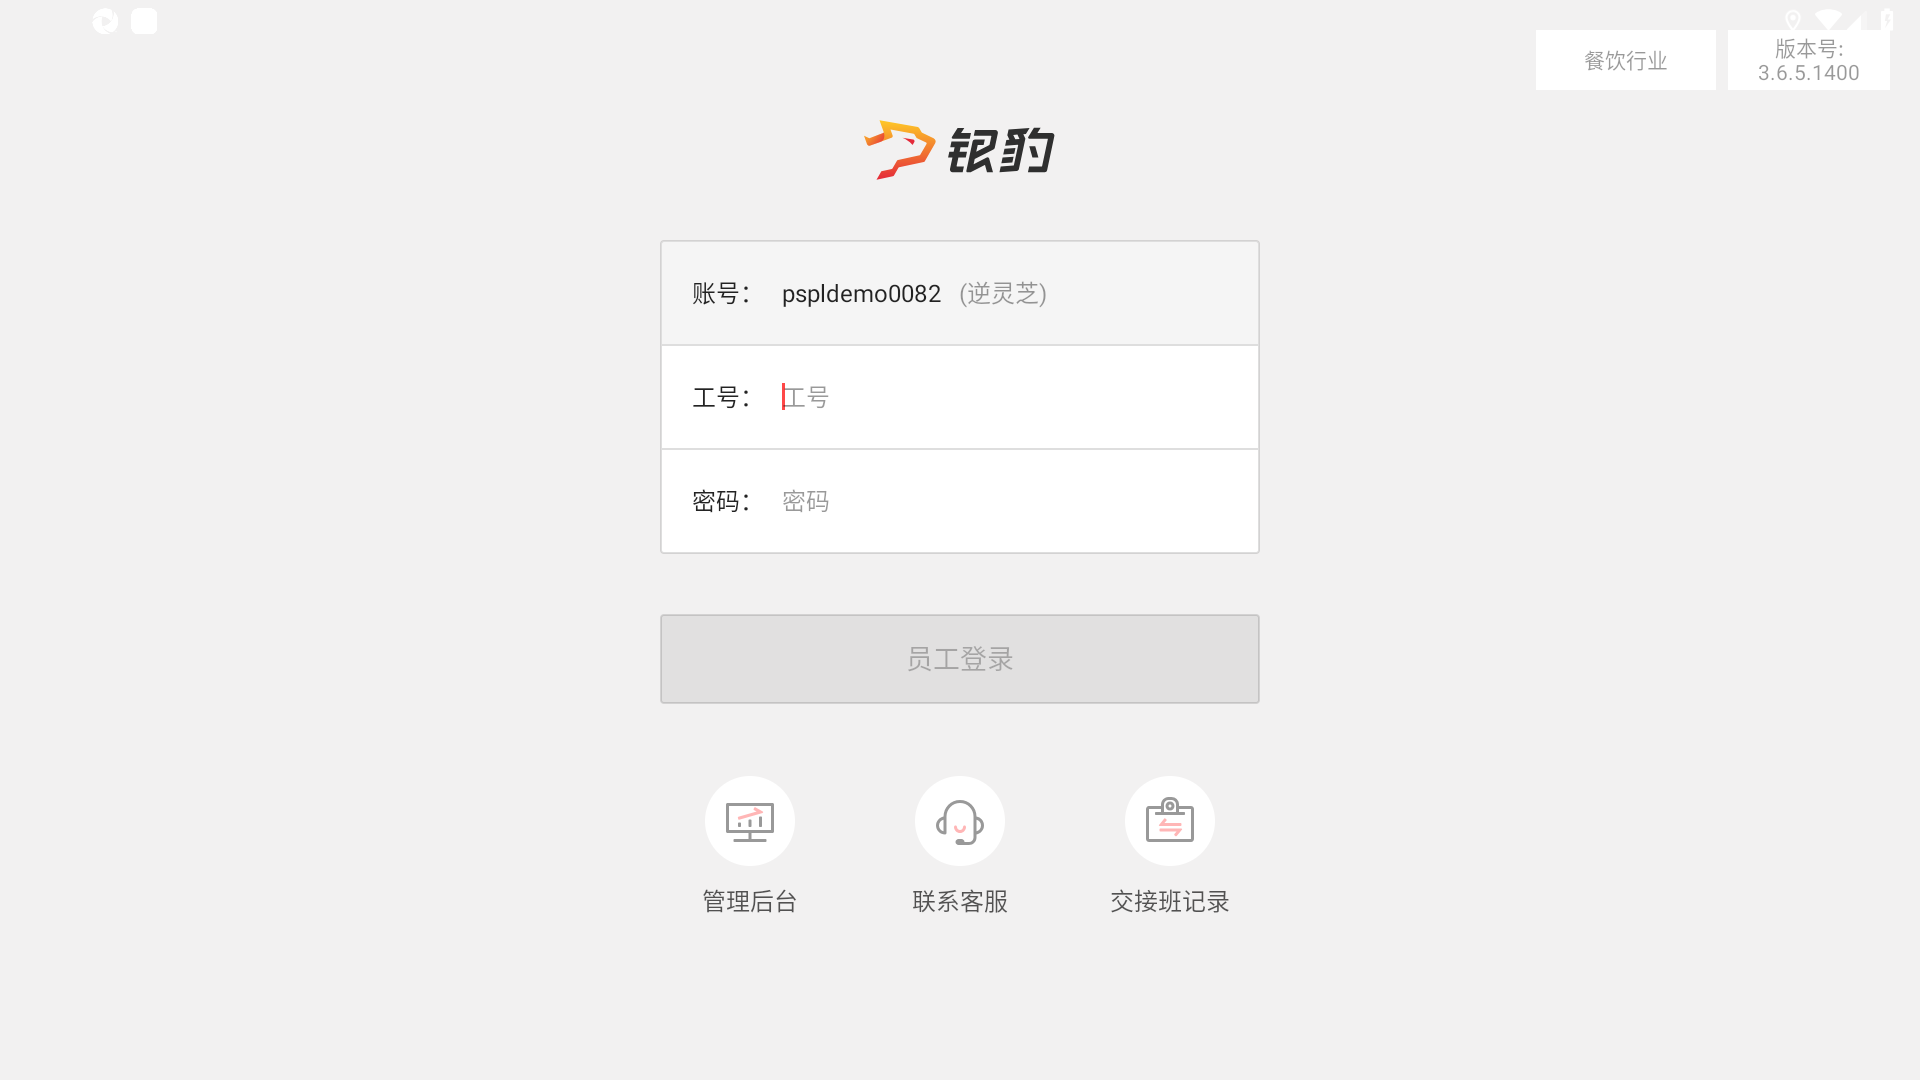 餐饮行业
版本号:
3.6.5.1400
银豹
账号： pspldemo0082 (逆灵芝)
工号： 工号
密码： 密码
员工登录
管理后台 联系客服 交接班记录